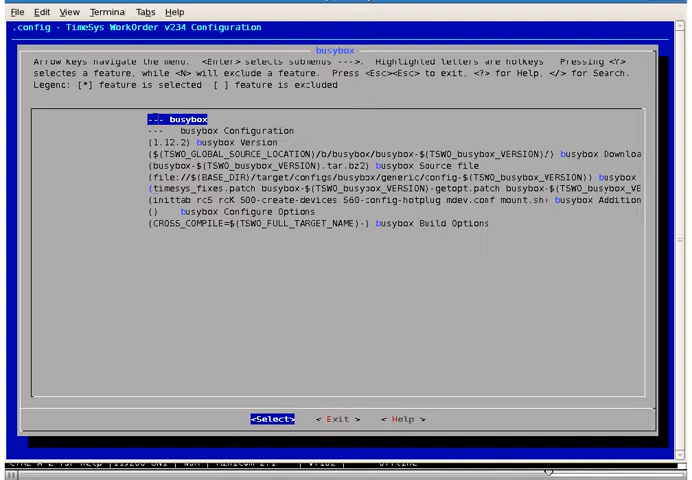 File Edit View Terminal Tabs Help
.config - TimeSys WorkOrder v234 Configuration
busybox
Arrow keys navigate the menu. <Enter> selects submenus --->. Highlighted letters are hotkeys Pressing <Y>
selectes a feature, while <N> will exclude a feature. Press <Esc><Esc> to exit, <?> for Help, </> for Search.
Legenc: [*] feature is selected [ ] feature is excluded
--- busybox
--- busybox Configuration
(1.12.2) busybox Version
($(TSWO_GLOBAL_SOURCE_LOCATION)/b/busybox/busybox-$(TSWO_busybox_VERSION)/) busybox Downloa
(busybox-$(TSWO_busybox_VERSION).tar.bz2) busybox Source file
(file://$(BASE_DIR)/target/configs/busybox/generic/config-$(TSWO_busybox_VERSION)) busybox
(timesys_fixes.patch busybox-$(TSWO_busybox_VERSION)-getopt.patch busybox-$(TSWO_busybox_VE
(inittab rcS rcK S00-create-devices S60-config-hotplug mdev.conf mount.sh) busybox Addition
() busybox Configure Options
(CROSS_COMPILE=$(TSWO_FULL_TARGET_NAME)-) busybox Build Options
<Select> < Exit > < Help >